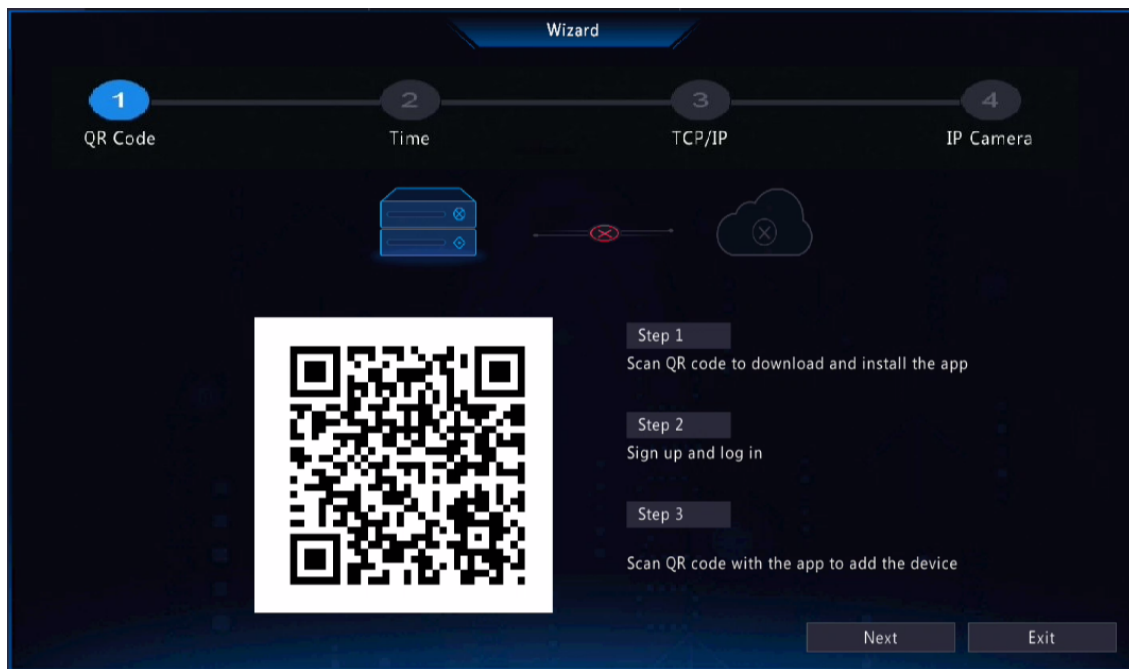 Wizard
1
2
3
4
QR Code
Time
TCP/IP
IP Camera
Step 1
Scan QR code to download and install the app
Step 2
Sign up and log in
Step 3
Scan QR code with the app to add the device
Next
Exit